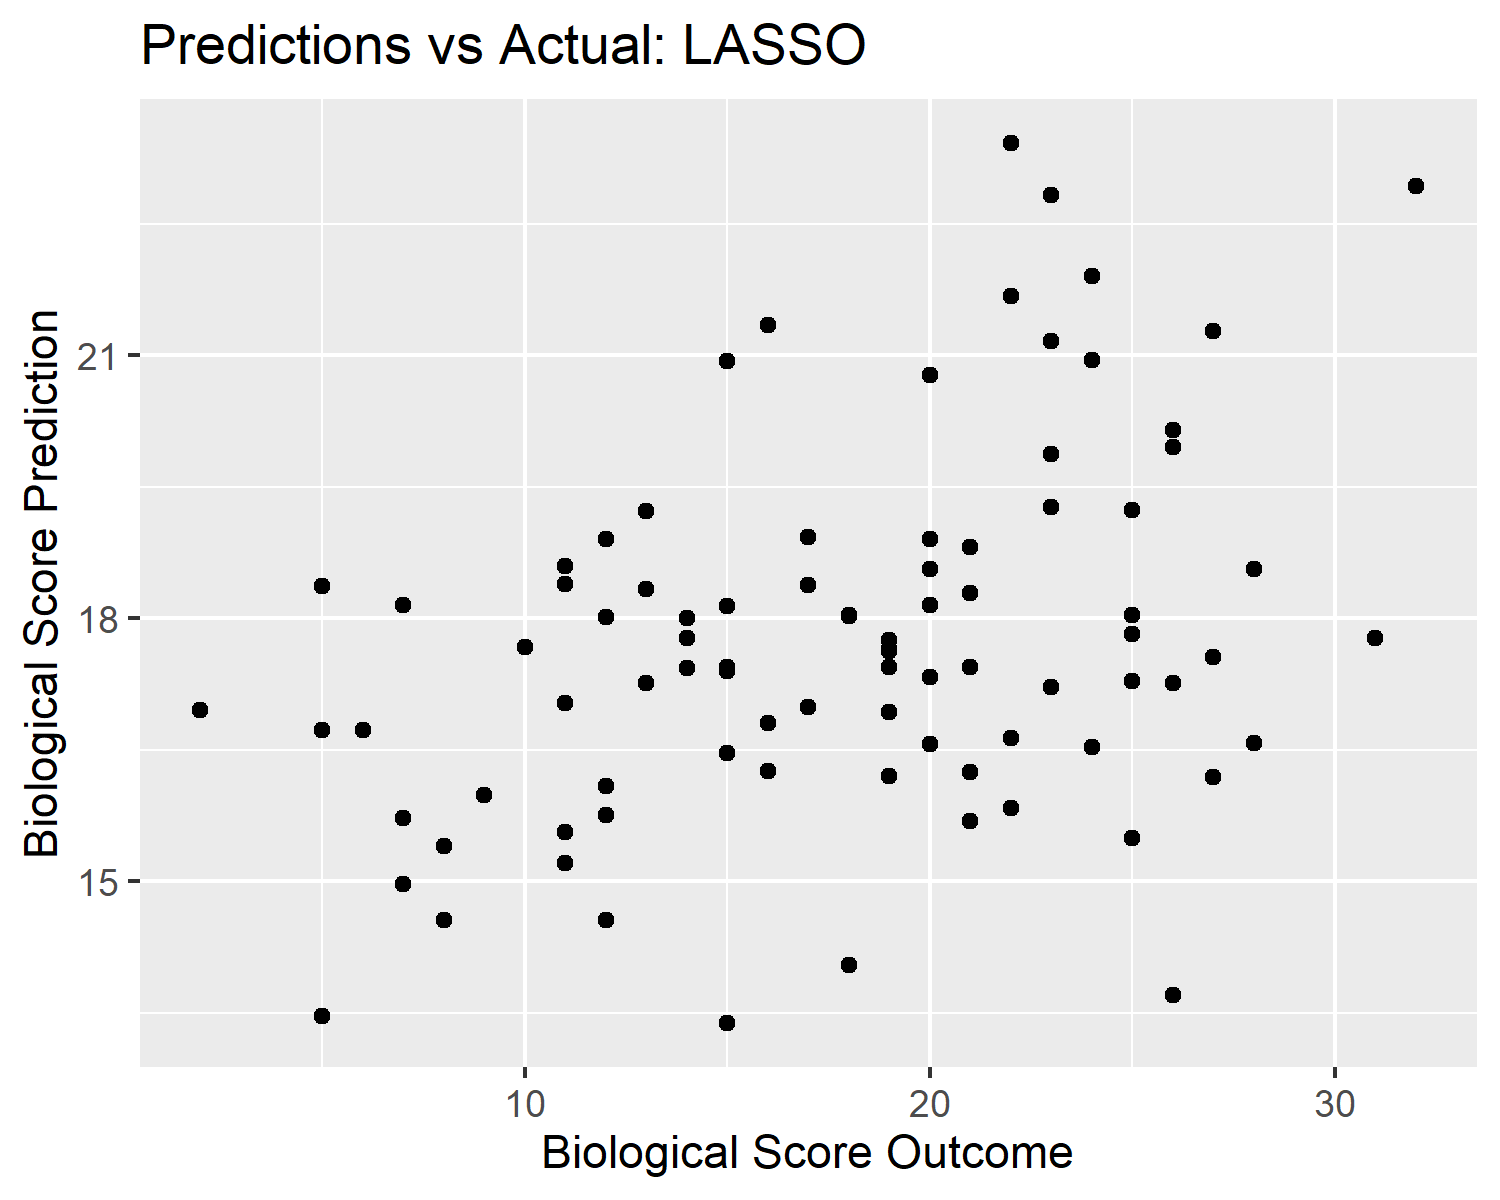 Predictions vs Actual: LASSO
Biological Score Prediction
21
18
15
10 20 30
Biological Score Outcome